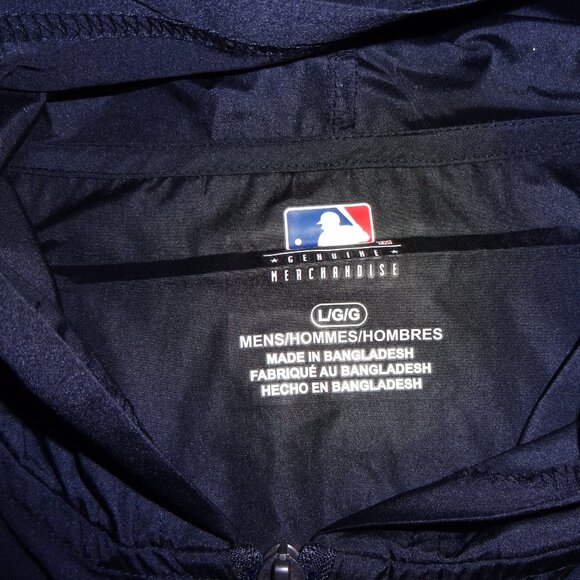 GENUINE
MERCHANDISE
L/G/G
MENS/HOMMES/HOMBRES
MADE IN BANGLADESH
FABRIQUÉ AU BANGLADESH
HECHO EN BANGLADESH